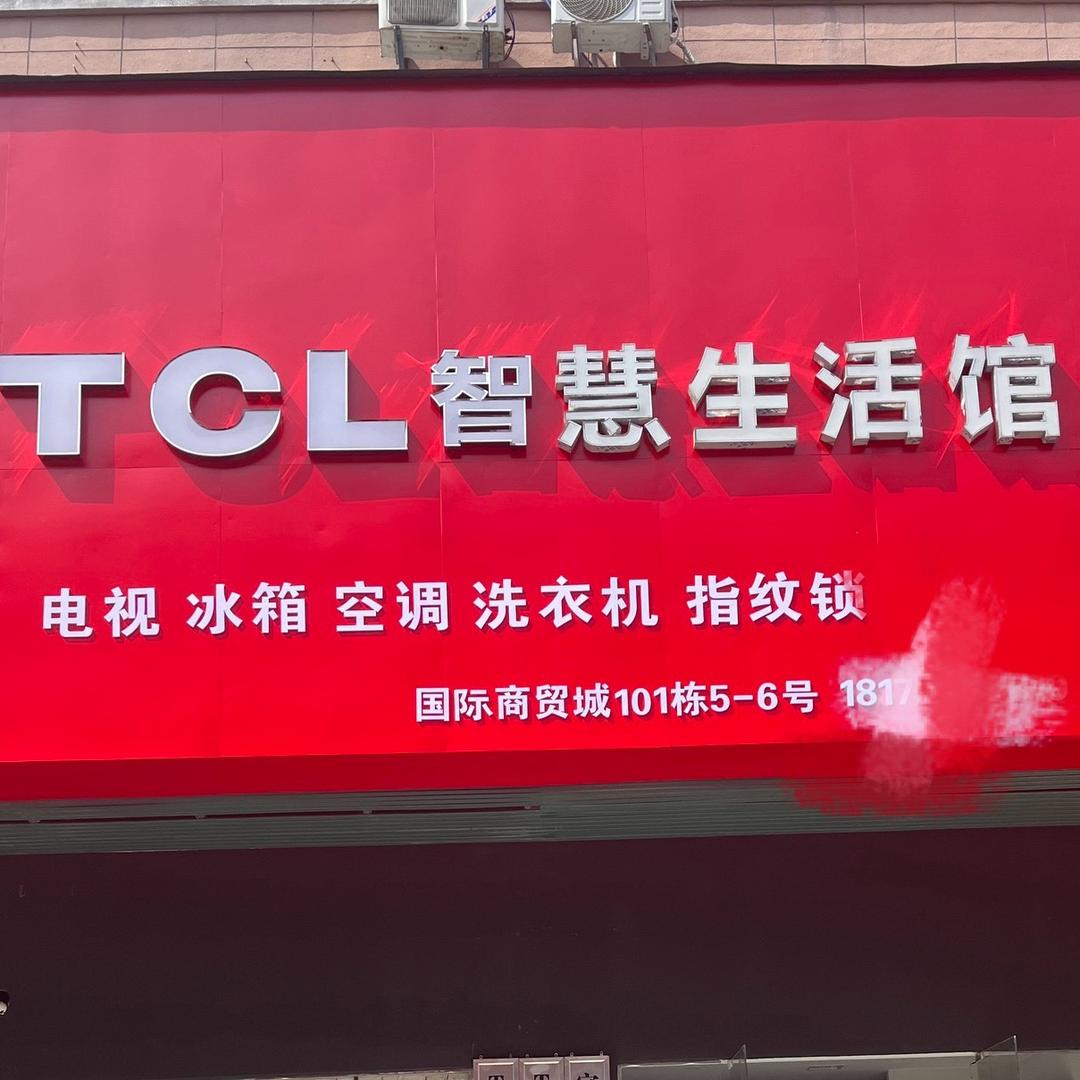 TCL智慧生活馆
电视 冰箱 空调 洗衣机 指纹锁
国际商贸城101栋5-6号 1817